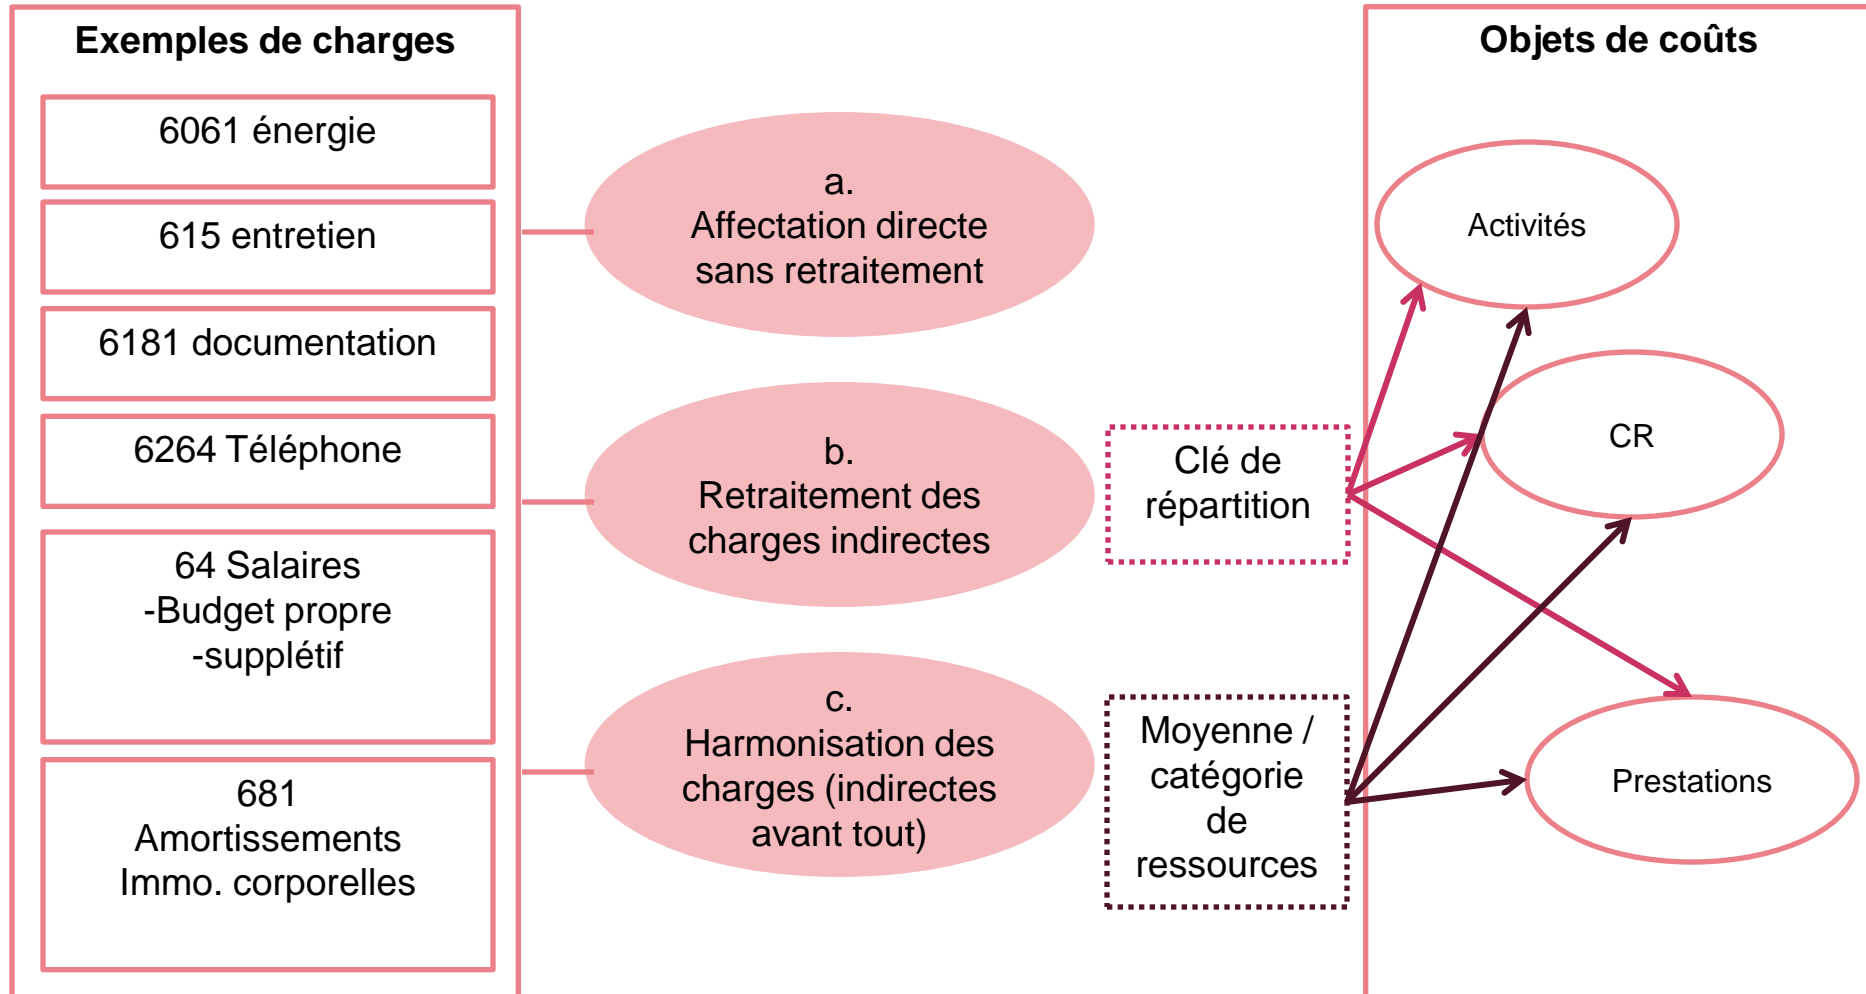 Exemples de charges
6061 énergie
615 entretien
6181 documentation
6264 Téléphone
64 Salaires
-Budget propre
-supplétif
681
Amortissements
Immo. corporelles
a.
Affectation directe
sans retraitement
b.
Retraitement des
charges indirectes
c.
Harmonisation des
charges (indirectes
avant tout)
Clé de
répartition
Moyenne /
catégorie
de
ressources
Objets de coûts
Activités
CR
Prestations